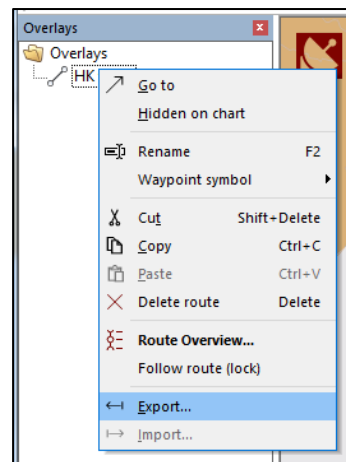 Overlays
Overlays
HK
Go to
Hidden on chart
Rename F2
Waypoint symbol
Cut Shift+Delete
Copy Ctrl+C
Paste Ctrl+V
Delete route Delete
Route Overview...
Follow route (lock)
Export...
Import...